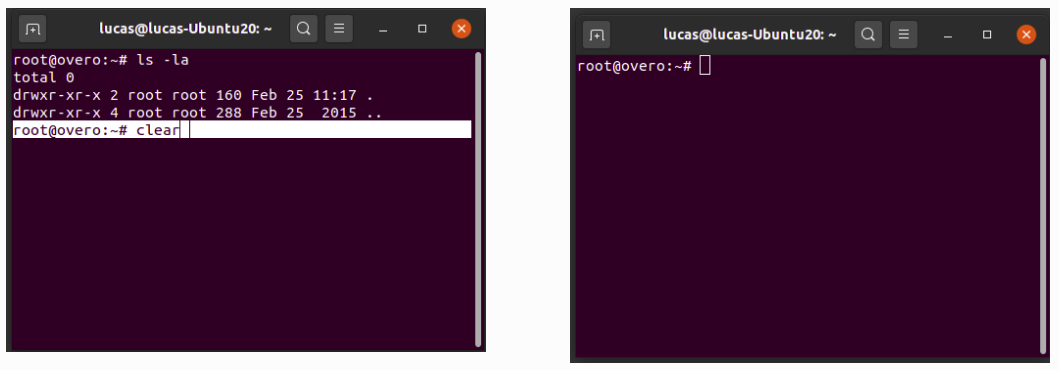 lucas@lucas-Ubuntu20: ~
root@overo:~# ls -la
total 0
drwxr-xr-x 2 root root 160 Feb 25 11:17 .
drwxr-xr-x 4 root root 288 Feb 25  2015 ..
root@overo:~# clear
lucas@lucas-Ubuntu20: ~
root@overo:~#